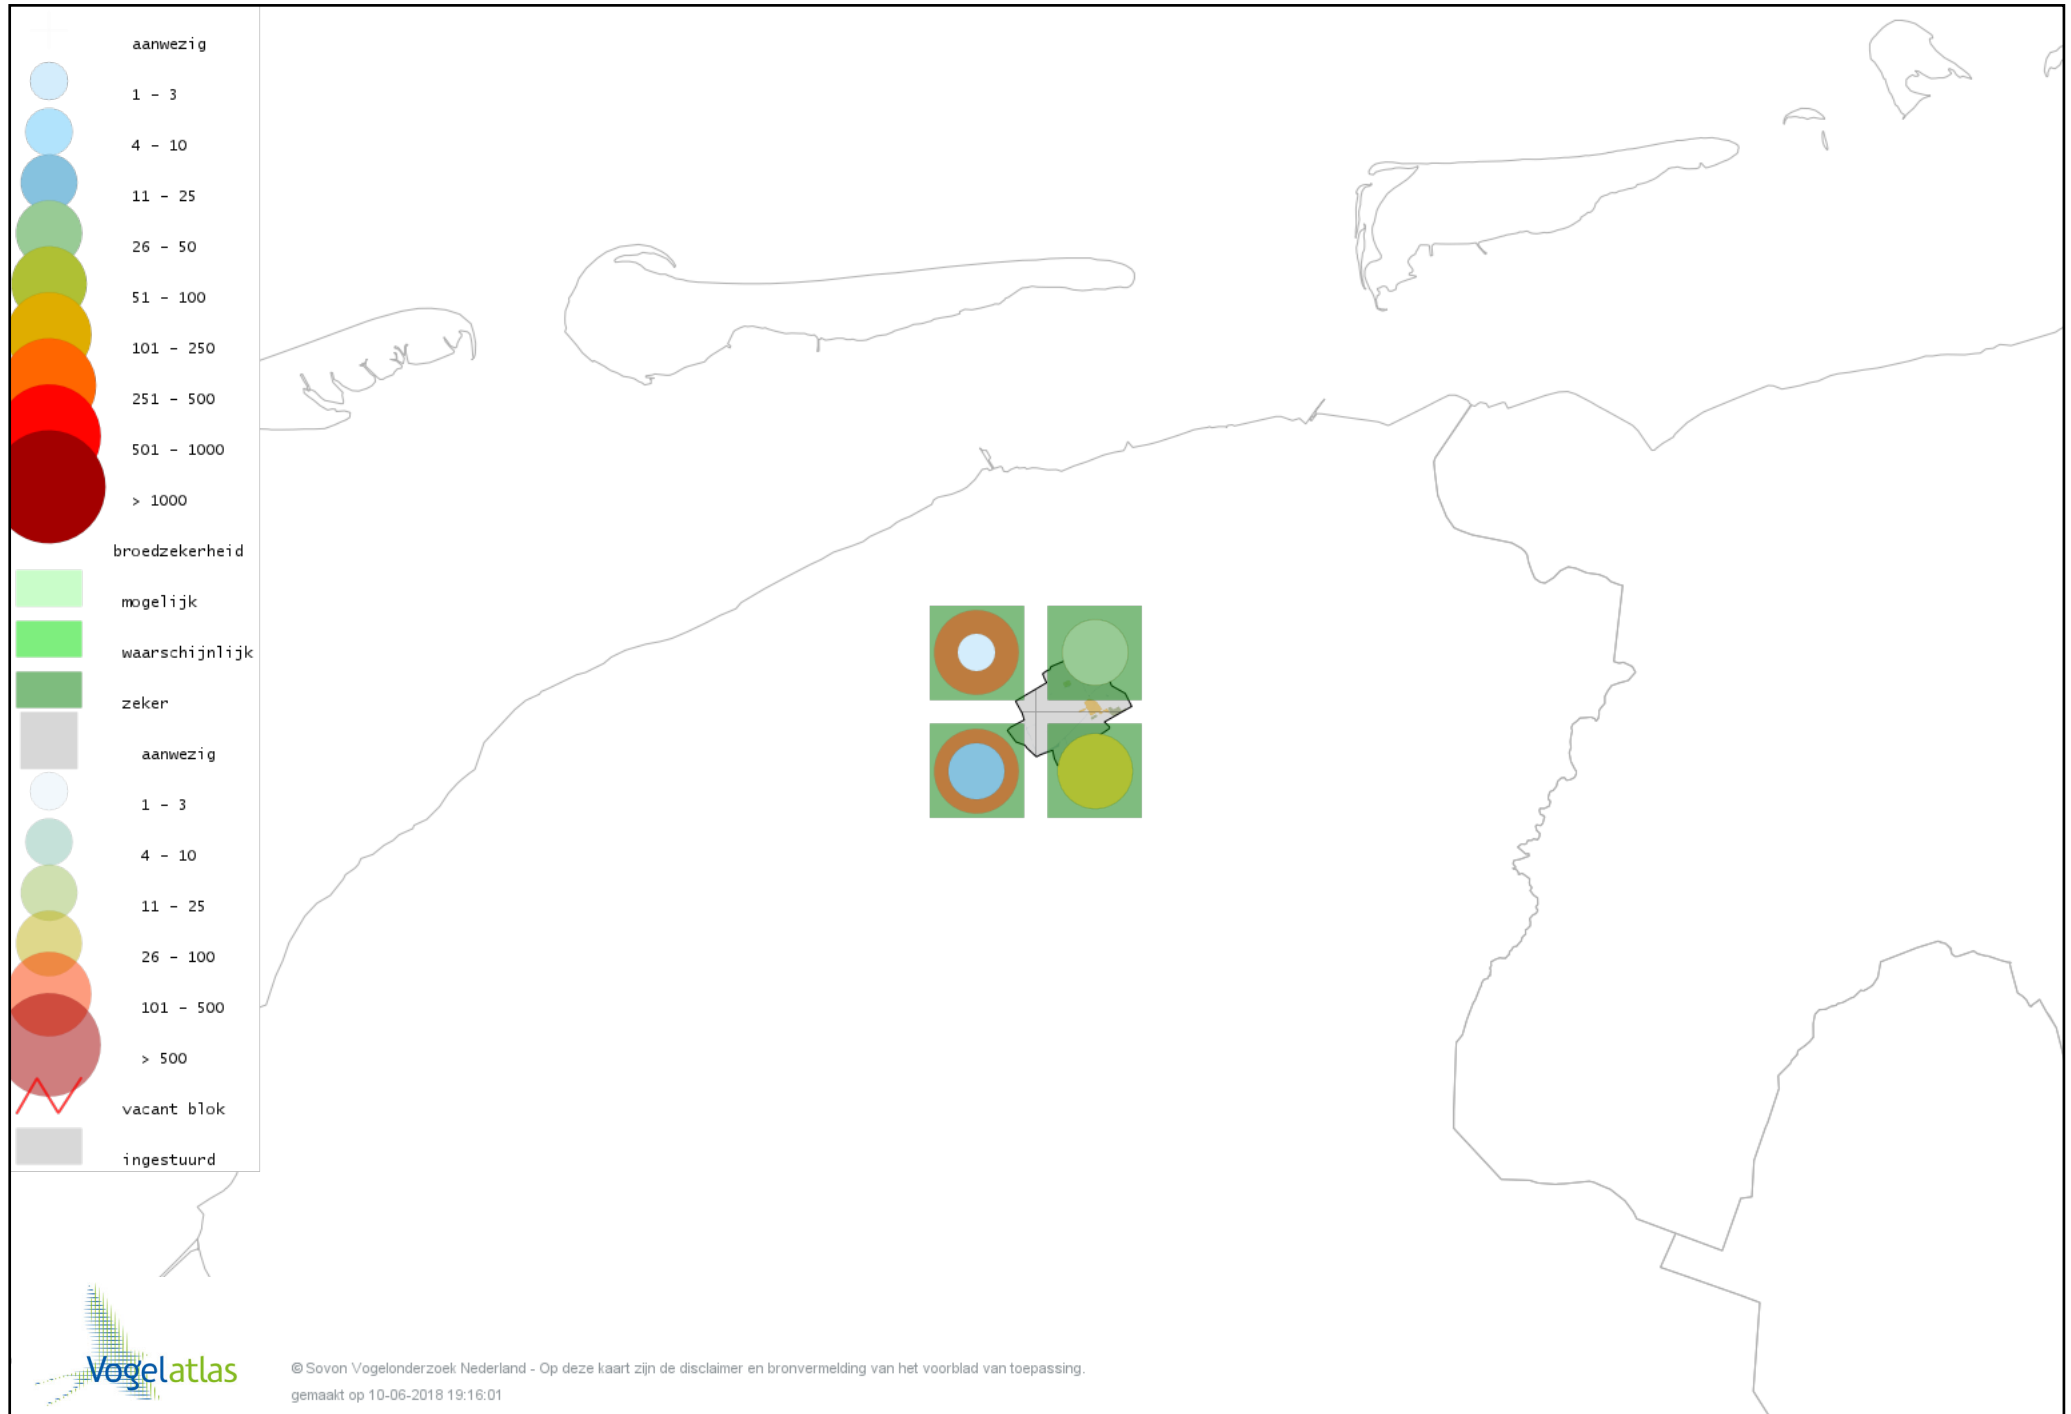 aanwezig
1 - 3
4 - 10
11 - 25
26 - 50
51 - 100
101 - 250
251 - 500
501 - 1000
> 1000
broedzekerheid
mogelijk
waarschijnlijk
zeker
aanwezig
1 - 3
4 - 10
11 - 25
26 - 100
101 - 500
> 500
vacant blok
ingestuurd
Vogelatlas
© Sovon Vogelonderzoek Nederland - Op deze kaart zijn de disclaimer en bronvermelding van het voorblad van toepassing.
gemaakt op 10-06-2018 19:16:01